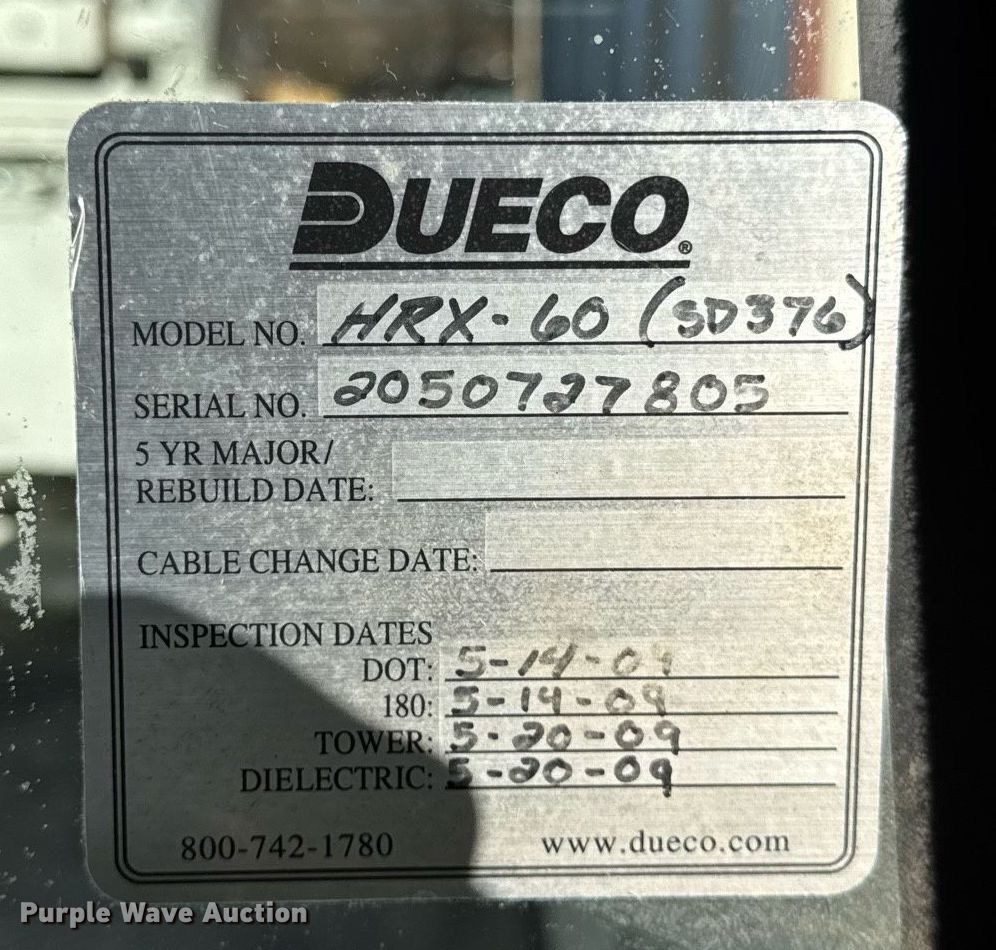 DUECO®
MODEL NO. HRX-60 (SD376)
SERIAL NO. 2050727805
5 YR MAJOR/
REBUILD DATE:
CABLE CHANGE DATE:
INSPECTION DATES
DOT: 5-14-09
180: 5-14-09
TOWER: 5-20-09
DIELECTRIC: 5-20-09
800-742-1780 www.dueco.com
Purple Wave Auction